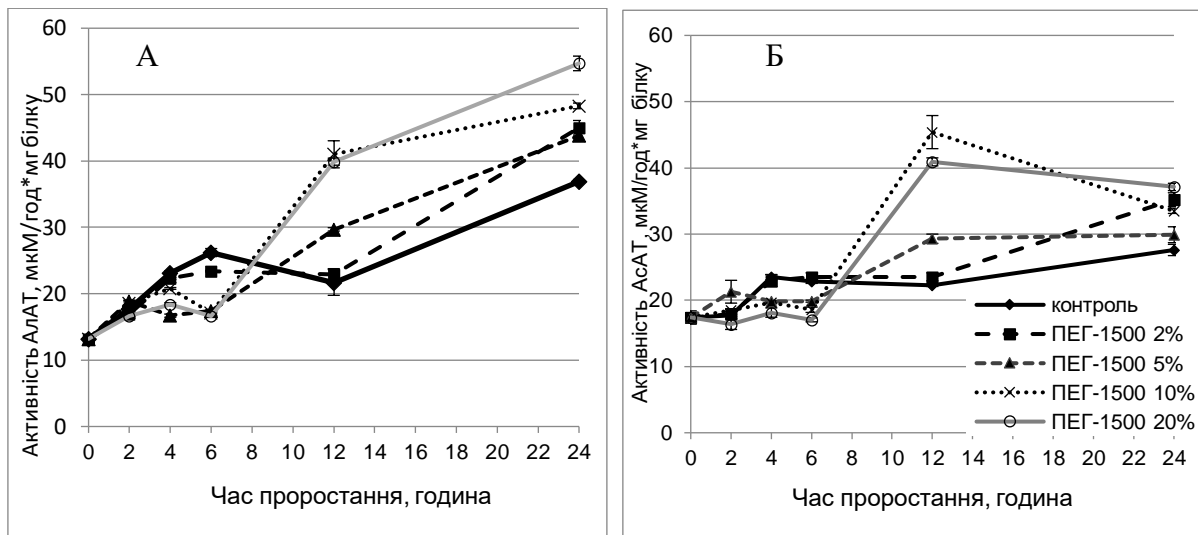 А
Активність АлАТ, мкМ/год*мг білку
60
50
40
30
20
10
0
0 2 4 6 8 10 12 14 16 18 20 22 24
Час проростання, година
Б
Активність АсАТ , мкМ/год*мг білку
60
50
40
30
20
10
0
0 2 4 6 8 10 12 14 16 18 20 22 24
Час проростання, година
контроль
ПЕГ-1500 2%
ПЕГ-1500 5%
ПЕГ-1500 10%
ПЕГ-1500 20%